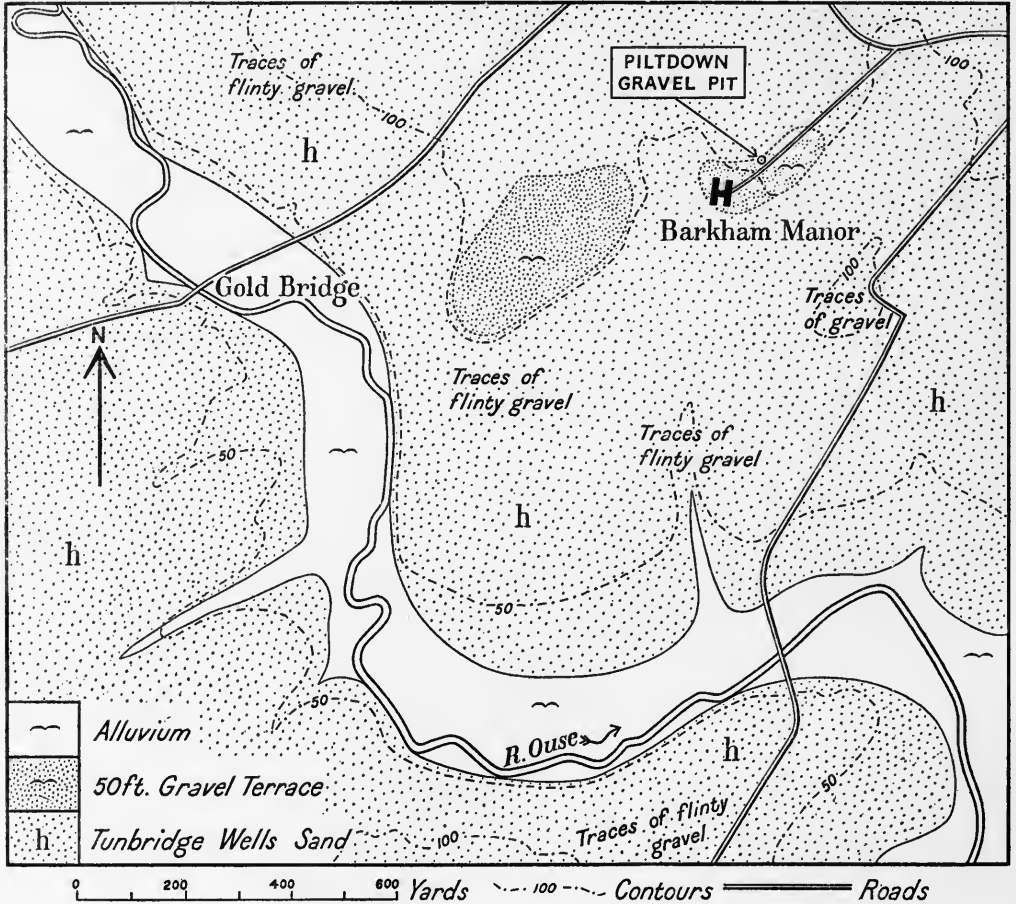 Traces of
flinty gravel.
h
100
PILTDOWN
GRAVEL PIT
100
H
Barkham Manor
100
Traces
of gravel
Gold Bridge
N
Traces of
flinty gravel
h
Traces of
flinty gravel
50
h
h
50
50
R. Ouse
h
50
Traces of flinty
gravel
100
Alluvium
50ft. Gravel Terrace
h Tunbridge Wells Sand
0 200 400 600 Yards 100 Contours Roads